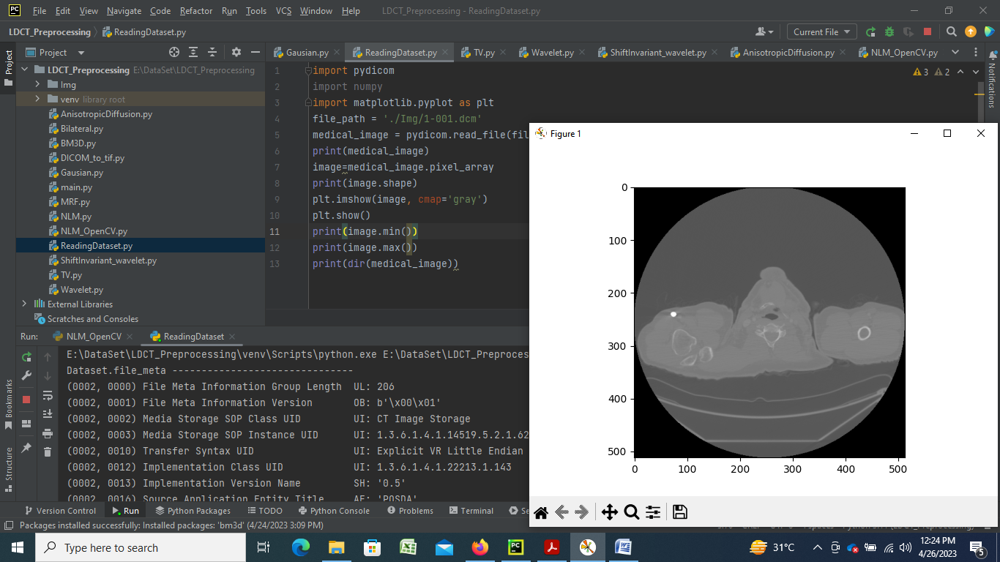 PC File Edit View Navigate Code Refactor Run Tools VCS Window Help LDCT_Preprocessing - ReadingDataset.py
LDCT_Preprocessing ReadingDataset.py Current File
Project Gausian.py ReadingDataset.py TV.py Wavelet.py ShiftInvariant_wavelet.py AnisotropicDiffusion.py NLM_OpenCV.py
Project
Notifications
Bookmarks
Structure
LDCT_Preprocessing E:\DataSet\LDCT_Preprocessing
Img
venv library root
AnisotropicDiffusion.py
Bilateral.py
BM3D.py
DICOM_to_tif.py
Gausian.py
main.py
MRF.py
NLM.py
NLM_OpenCV.py
ReadingDataset.py
ShiftInvariant_wavelet.py
TV.py
Wavelet.py
External Libraries
Scratches and Consoles
3 2
1 import pydicom
2 import numpy
3 import matplotlib.pyplot as plt
4 file_path = './Img/1-001.dcm'
5 medical_image = pydicom.read_file(fil
6 print(medical_image)
7 image=medical_image.pixel_array
8 print(image.shape)
9 plt.imshow(image, cmap='gray')
10 plt.show()
11 print(image.min())
12 print(image.max())
13 print(dir(medical_image))
Figure 1
0
100
200
300
400
500
0 100 200 300 400 500
Run: NLM_OpenCV ReadingDataset
E:\DataSet\LDCT_Preprocessing\venv\Scripts\python.exe E:\DataSet\LDCT_Preproces
Dataset.file_meta -------------------------------
(0002, 0000) File Meta Information Group Length UL: 206
(0002, 0001) File Meta Information Version OB: b'\x00\x01'
(0002, 0002) Media Storage SOP Class UID UI: CT Image Storage
(0002, 0003) Media Storage SOP Instance UID UI: 1.3.6.1.4.1.14519.5.2.1.62
(0002, 0010) Transfer Syntax UID UI: Explicit VR Little Endian
(0002, 0012) Implementation Class UID UI: 1.3.6.1.4.1.22213.1.143
(0002, 0013) Implementation Version Name SH: '0.5'
(0002, 0016) Source Application Entity Title AE: 'POSDA'
Version Control Run Python Packages TODO Python Console Problems Terminal Se
Packages installed successfully: Installed packages: 'bm3d' (4/24/2023 3:09 PM)
Type here to search
31°C
12:24 PM
4/26/2023
5